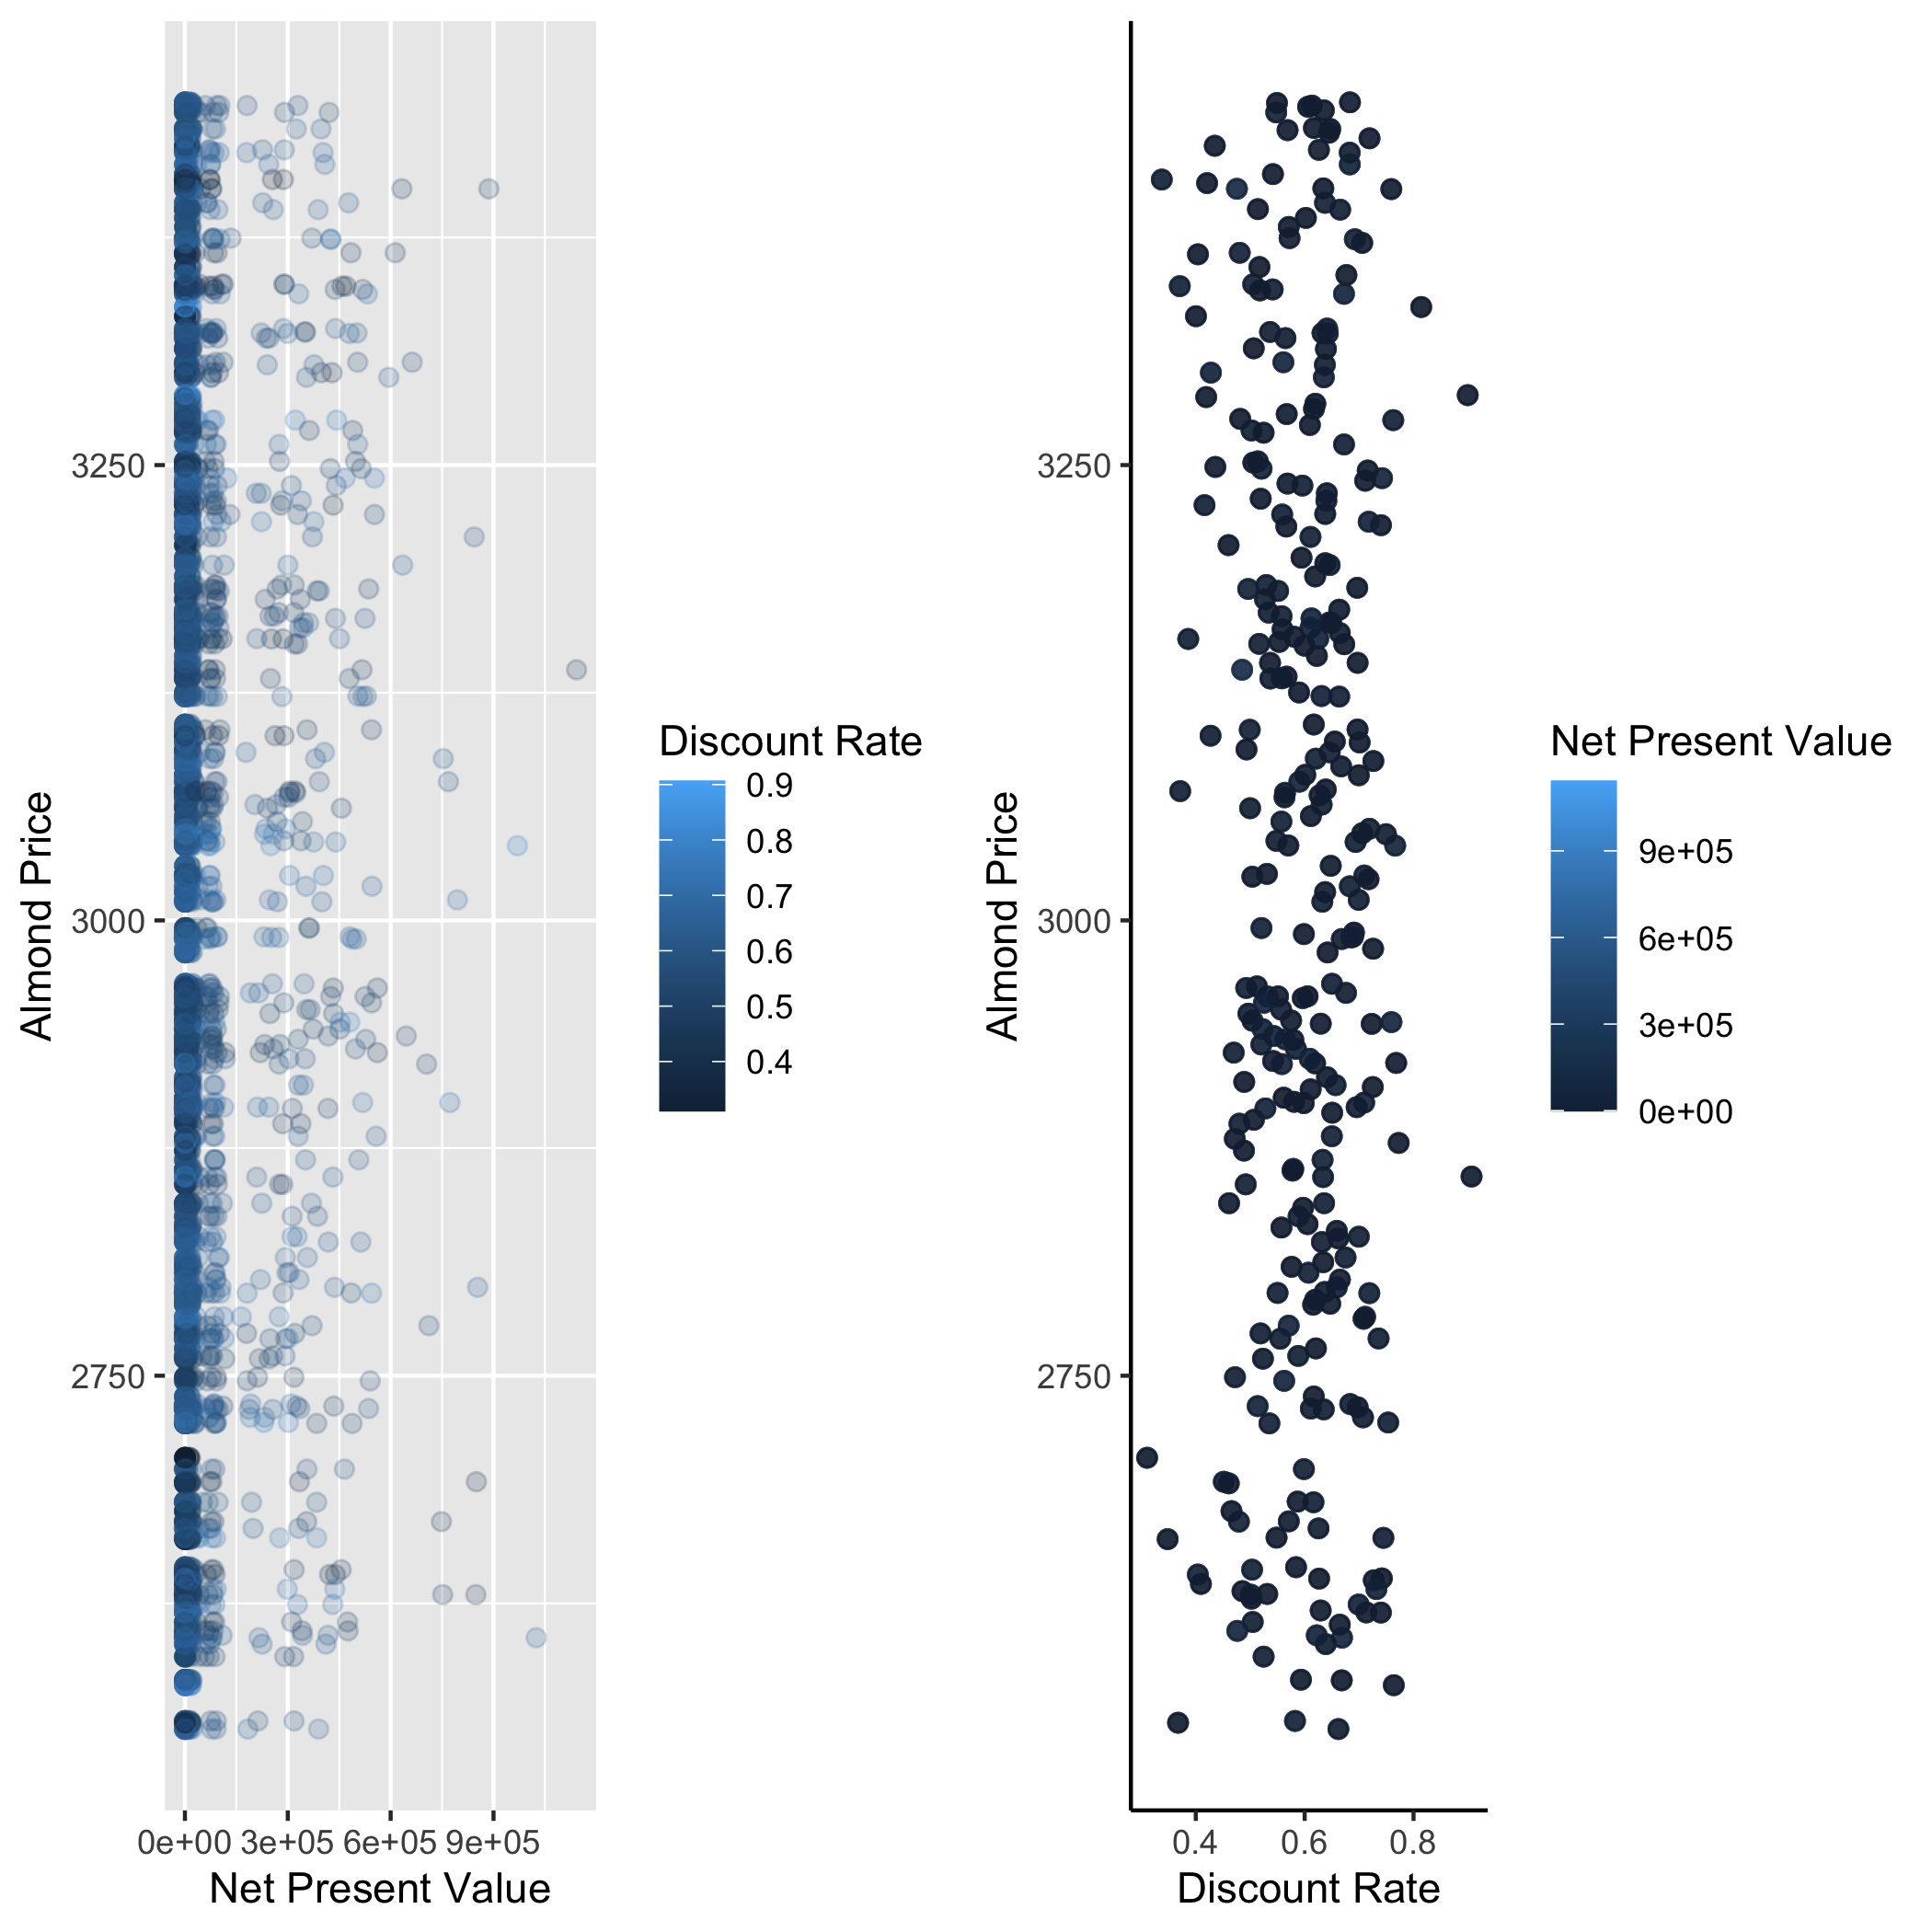 Almond Price
3250
3000
2750
0e+00 3e+05 6e+05 9e+05
Net Present Value
Discount Rate
0.9
0.8
0.7
0.6
0.5
0.4
Almond Price
3250
3000
2750
0.4 0.6 0.8
Discount Rate
Net Present Value
9e+05
6e+05
3e+05
0e+00